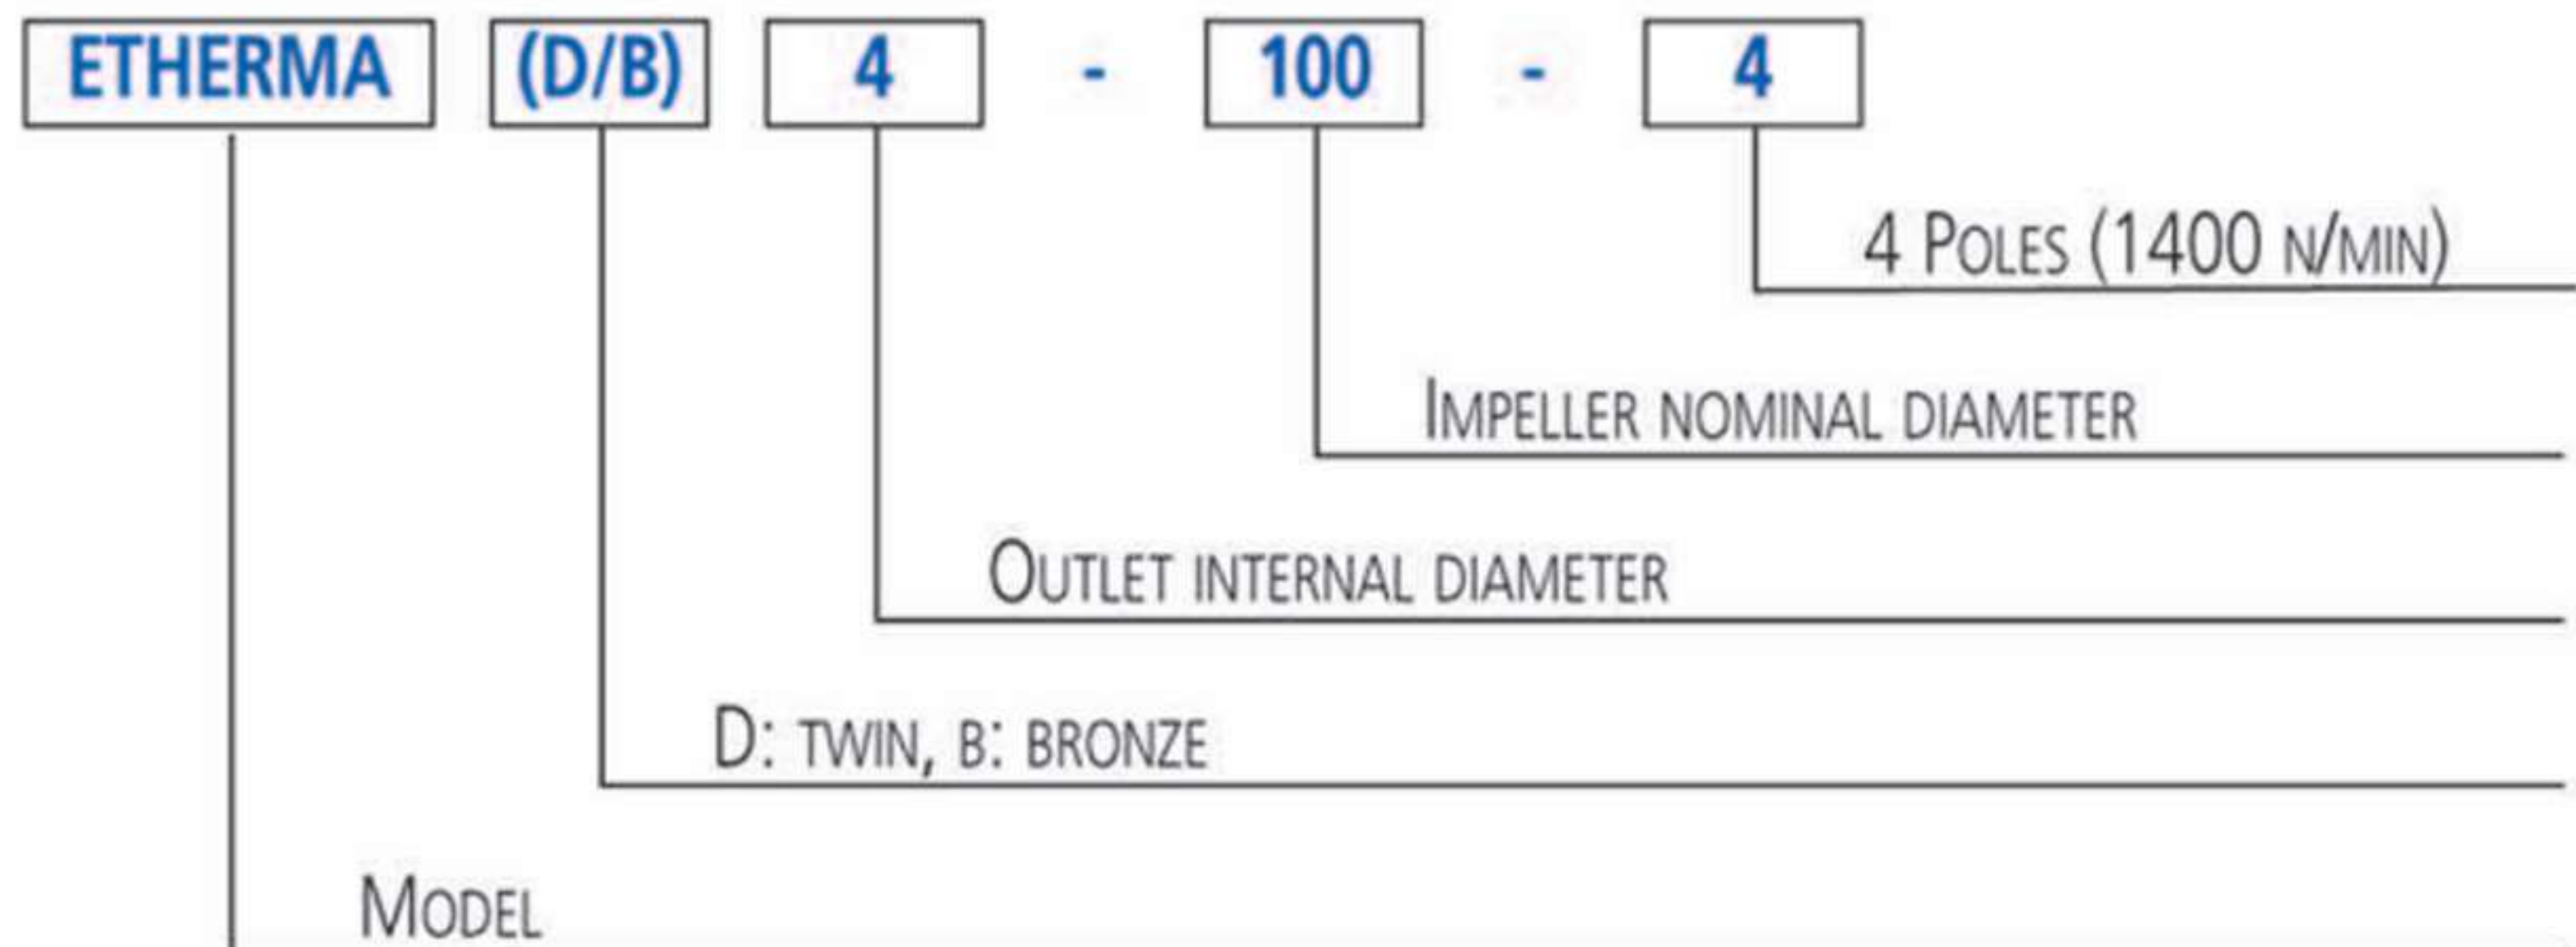 ETHERMA (D/B) 4 - 100 - 4
4 POLES (1400 N/MIN)
IMPELLER NOMINAL DIAMETER
OUTLET INTERNAL DIAMETER
D: TWIN, B: BRONZE
MODEL